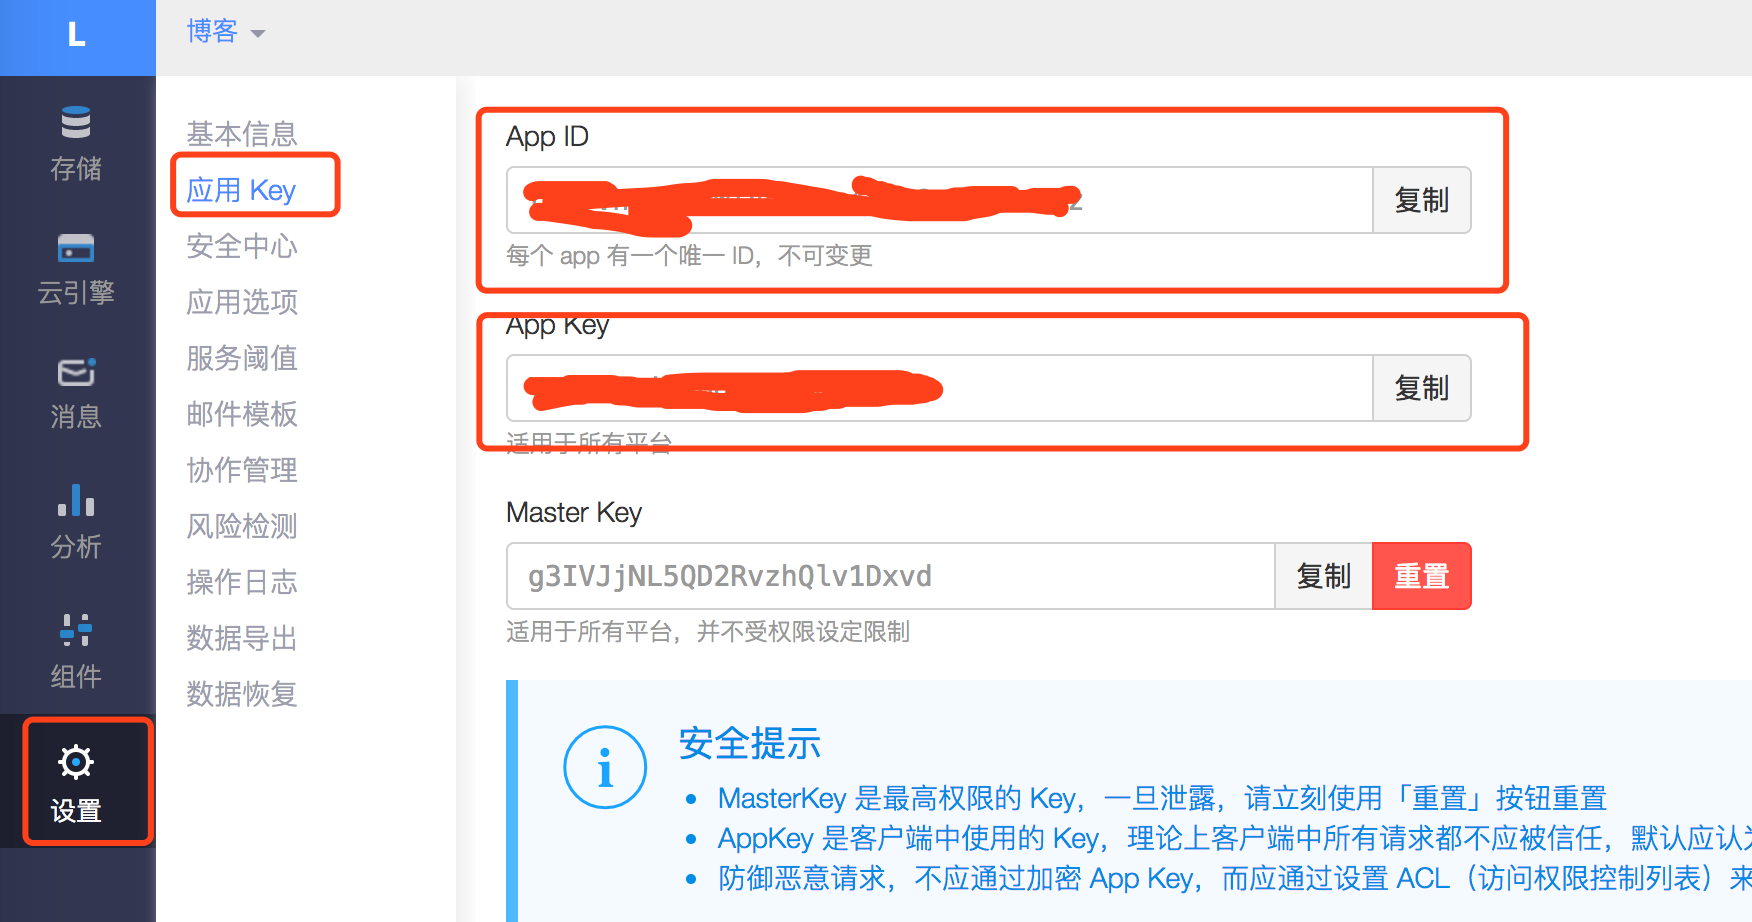 L
博客
存储
云引擎
消息
分析
组件
设置
基本信息
应用 Key
安全中心
应用选项
服务阈值
邮件模板
协作管理
风险检测
操作日志
数据导出
数据恢复
App ID
复制
每个 app 有一个唯一 ID，不可变更
App Key
复制
适用于所有平台
Master Key
g3IVJjNL5QD2RvzhQlv1Dxvd
复制
重置
适用于所有平台，并不受权限设定限制
安全提示
MasterKey 是最高权限的 Key，一旦泄露，请立刻使用「重置」按钮重置
AppKey 是客户端中使用的 Key，理论上客户端中所有请求都不应被信任，默认应认为
防御恶意请求，不应通过加密 App Key，而应通过设置 ACL（访问权限控制列表）来